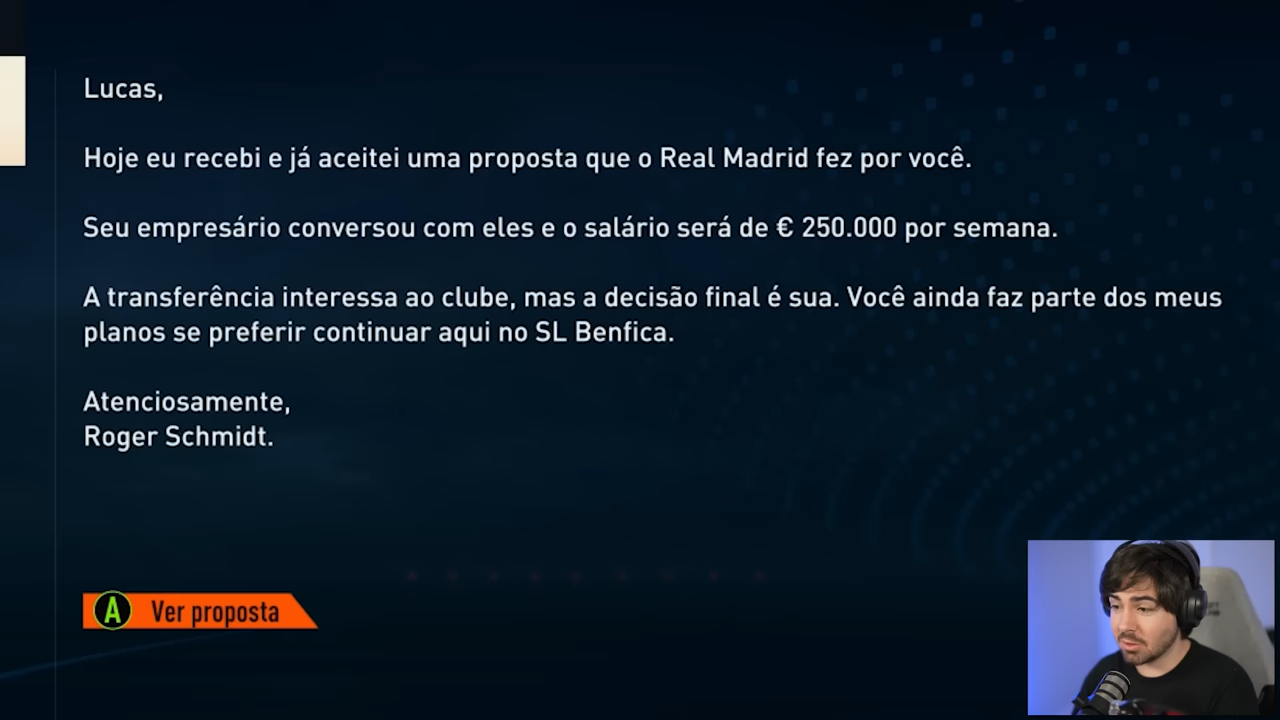 Lucas,
Hoje eu recebi e já aceitei uma proposta que o Real Madrid fez por você.
Seu empresário conversou com eles e o salário será de € 250.000 por semana.
A transferência interessa ao clube, mas a decisão final é sua. Você ainda faz parte dos meus
planos se preferir continuar aqui no SL Benfica.
Atenciosamente,
Roger Schmidt.
A Ver proposta